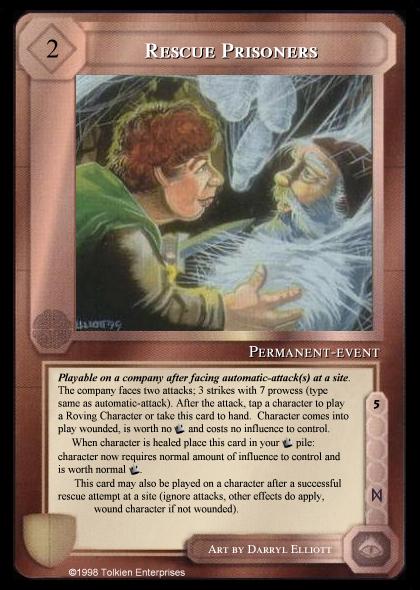 2
RESCUE PRISONERS
PERMANENT-EVENT
Playable on a company after facing automatic-attack(s) at a site.
The company faces two attacks; 3 strikes with 7 prowess (type
same as automatic-attack). After the attack, tap a character to play
a Roving Character or take this card to hand. Character comes into
play wounded, is worth no and costs no influence to control.
When character is healed place this card in your pile:
character now requires normal amount of influence to control and
is worth normal .
This card may also be played on a character after a successful
rescue attempt at a site (ignore attacks, other effects do apply,
wound character if not wounded).
5
ART BY DARRYL ELLIOTT
©1998 Tolkien Enterprises